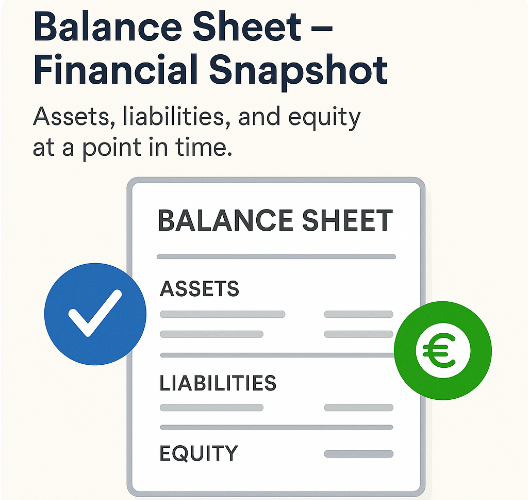 Balance Sheet –
Financial Snapshot
Assets, liabilities, and equity
at a point in time.
BALANCE SHEET
ASSETS
€
LIABILITIES
EQUITY